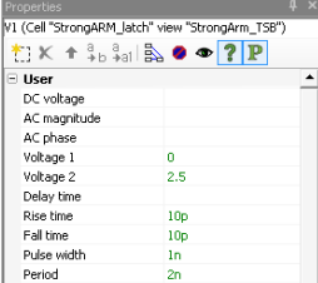 Properties
V1 (Cell "StrongARM_latch" view "StrongArm_TSB")
a b a a1 ? P
User
DC voltage
AC magnitude
AC phase
Voltage 1 0
Voltage 2 2.5
Delay time
Rise time 10p
Fall time 10p
Pulse width 1n
Period 2n